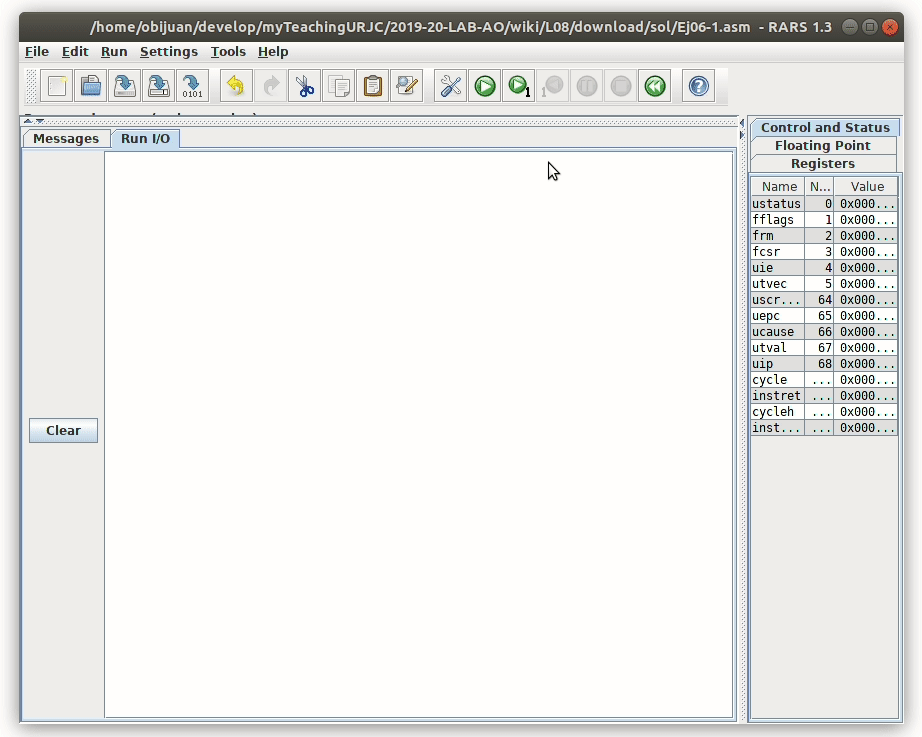 /home/obijuan/develop/myTeachingURJC/2019-20-LAB-AO/wiki/L08/download/sol/Ej06-1.asm - RARS 1.3
File Edit Run Settings Tools Help
0101
1
1
Messages Run I/O
Clear
Control and Status
Floating Point
Registers
Name N... Value
ustatus 0 0x000...
fflags 1 0x000...
frm 2 0x000...
fcsr 3 0x000...
uie 4 0x000...
utvec 5 0x000...
uscr... 64 0x000...
uepc 65 0x000...
ucause 66 0x000...
utval 67 0x000...
uip 68 0x000...
cycle ... 0x000...
instret ... 0x000...
cycleh ... 0x000...
inst... ... 0x000...